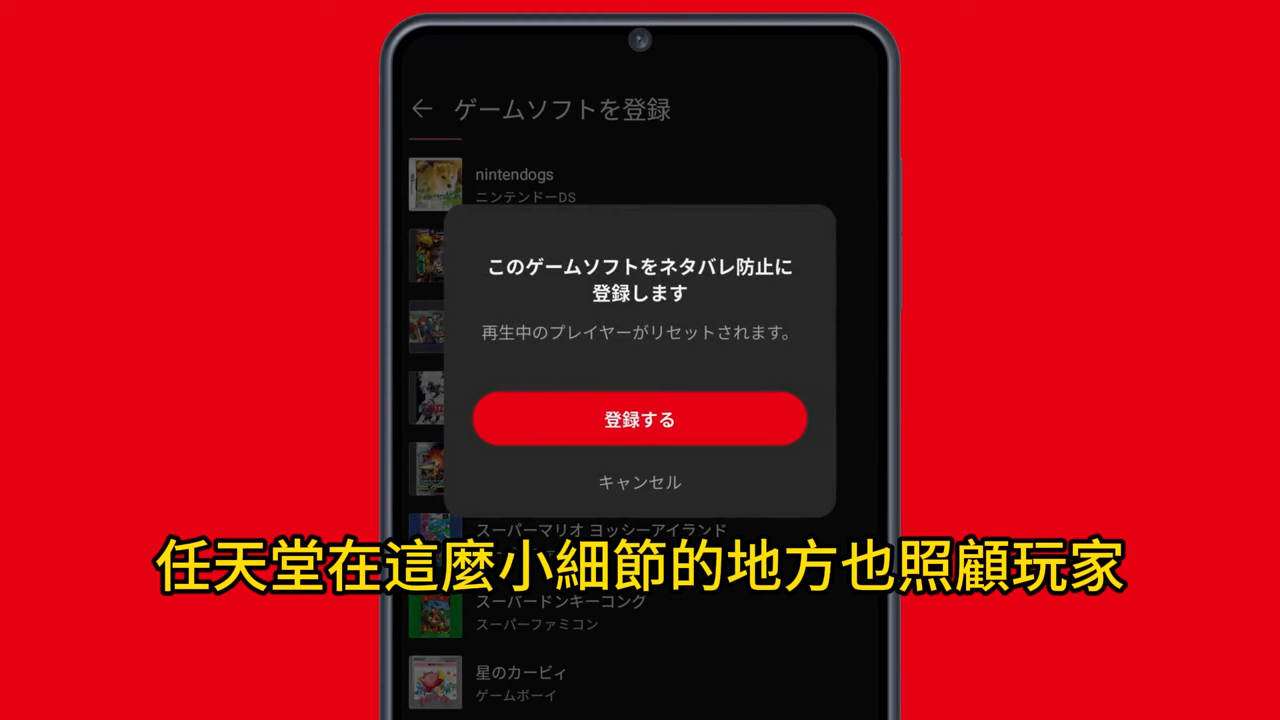 ゲームソフトを登録
nintendogs
ニンテンドーDS
このゲームソフトをネタバレ防止に
登録します
再生中のプレイヤーがリセットされます。
登録する
キャンセル
スーパーマリオ ヨッシーアイランド
任天堂在這麼小細節的地方也照顧玩家
スーパードンキーコング
スーパーファミコン
星のカービィ
ゲームボーイ